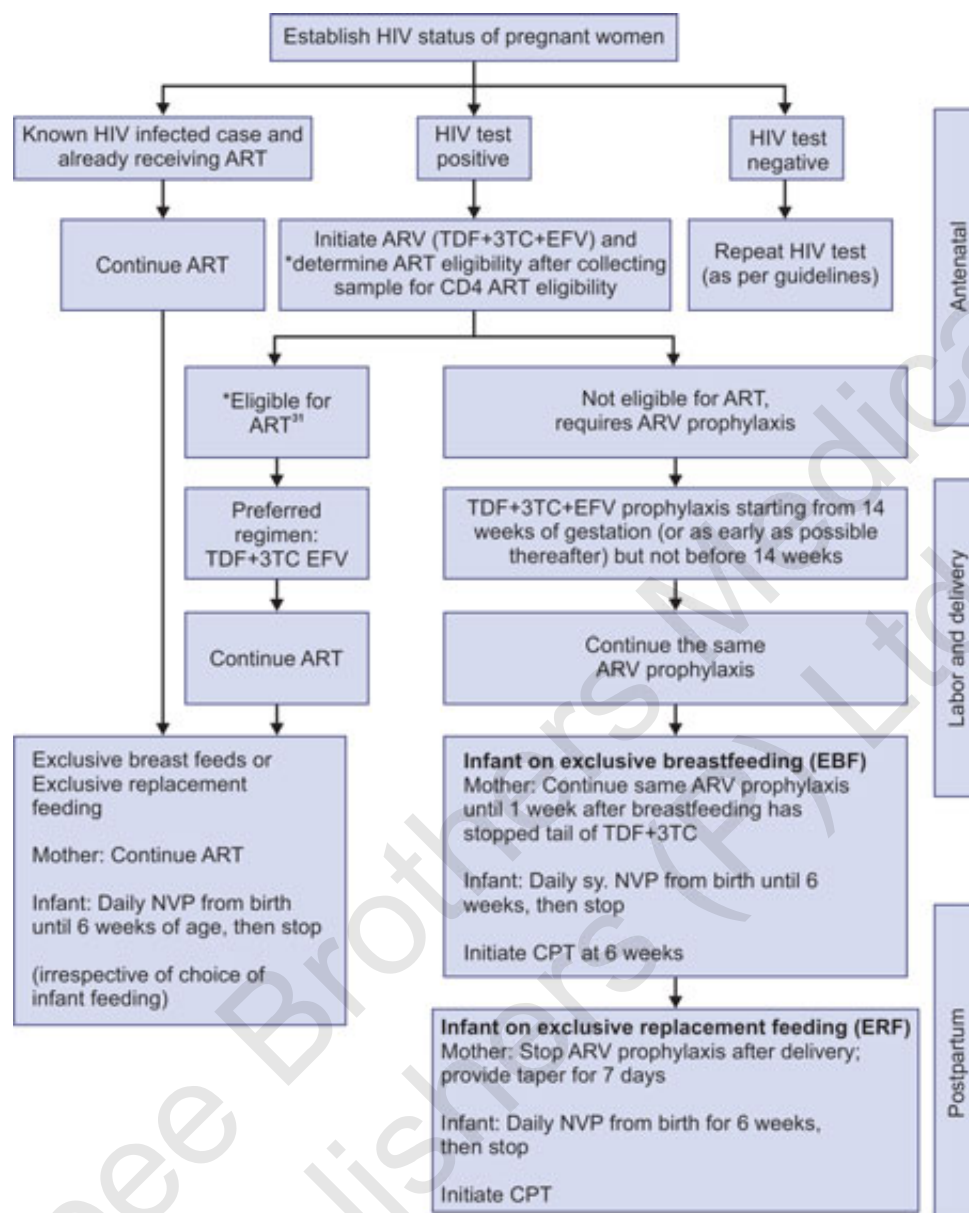 Establish HIV status of pregnant women
Known HIV infected case and
already receiving ART
HIV test
positive
HIV test
negative
Continue ART
Initiate ARV (TDF+3TC+EFV) and
*determine ART eligibility after collecting
sample for CD4 ART eligibility
Repeat HIV test
(as per guidelines)
Antenatal
*Eligible for
ART31
Not eligible for ART,
requires ARV prophylaxis
Preferred
regimen:
TDF+3TC EFV
TDF+3TC+EFV prophylaxis starting from 14
weeks of gestation (or as early as possible
thereafter) but not before 14 weeks
Continue ART
Continue the same
ARV prophylaxis
Labor and delivery
Exclusive breast feeds or
Exclusive replacement
feeding
Mother: Continue ART
Infant: Daily NVP from birth
until 6 weeks of age, then stop
(irrespective of choice of
infant feeding)
Infant on exclusive breastfeeding (EBF)
Mother: Continue same ARV prophylaxis
until 1 week after breastfeeding has
stopped tail of TDF+3TC
Infant: Daily sy. NVP from birth until 6
weeks, then stop
Initiate CPT at 6 weeks
Infant on exclusive replacement feeding (ERF)
Mother: Stop ARV prophylaxis after delivery;
provide taper for 7 days
Infant: Daily NVP from birth for 6 weeks,
then stop
Initiate CPT
Postpartum
Brothers
(P) Ltd